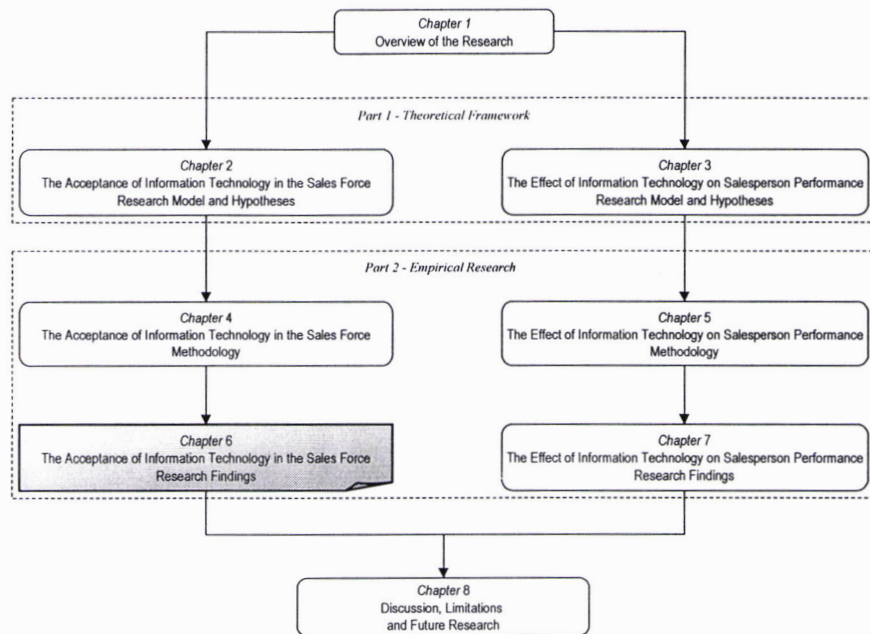 Chapter 1
Overview of the Research
Part 1 - Theoretical Framework
Chapter 2
The Acceptance of Information Technology in the Sales Force
Research Model and Hypotheses
Chapter 3
The Effect of Information Technology on Salesperson Performance
Research Model and Hypotheses
Part 2 - Empirical Research
Chapter 4
The Acceptance of Information Technology in the Sales Force
Methodology
Chapter 5
The Effect of Information Technology on Salesperson Performance
Methodology
Chapter 6
The Acceptance of Information Technology in the Sales Force
Research Findings
Chapter 7
The Effect of Information Technology on Salesperson Performance
Research Findings
Chapter 8
Discussion, Limitations
and Future Research